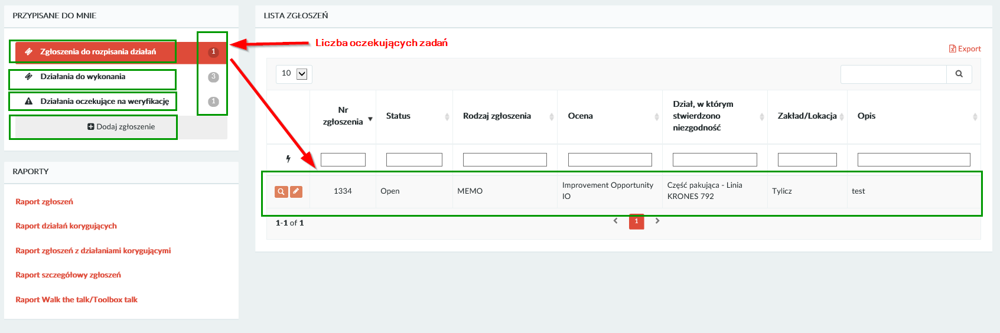 PRZYPISANE DO MNIE
Zgłoszenia do rozpisania działań 1
Działania do wykonania 3
Działania oczekujące na weryfikację 1
Dodaj zgłoszenie
RAPORTY
Raport zgłoszeń
Raport działań korygujących
Raport zgłoszeń z działaniami korygującymi
Raport szczegółowy zgłoszeń
Raport Walk the talk/Toolbox talk
Liczba oczekujących zadań
LISTA ZGŁOSZEŃ
Export
10
Nr
zgłoszenia
Status
Rodzaj zgłoszenia
Ocena
Dział, w którym
stwierdzono
niezgodność
Zakład/Lokacja
Opis
1334
Open
MEMO
Improvement Opportunity
IO
Część pakująca - Linia
KRONES 792
Tylicz
test
1-1 of 1
1